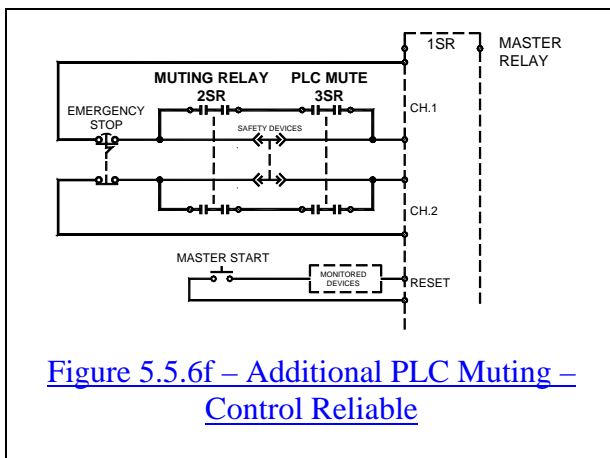 1SR
MASTER
RELAY
MUTING RELAY
2SR
PLC MUTE
3SR
EMERGENCY
STOP
CH.1
SAFETY DEVICES
CH.2
MASTER START
MONITORED
DEVICES
RESET
Figure 5.5.6f – Additional PLC Muting –
Control Reliable